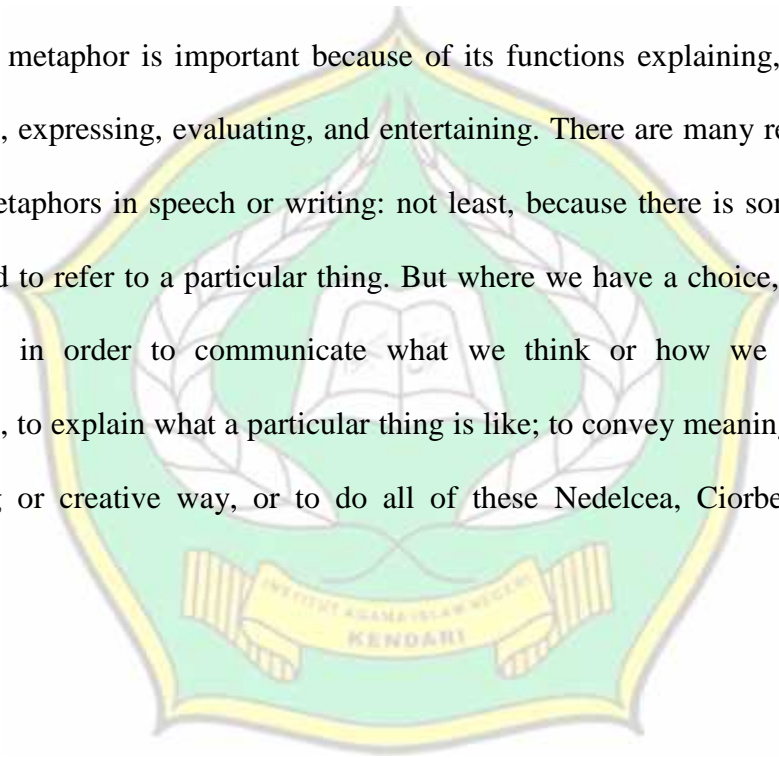 metaphor is important because of its functions explaining,
, expressing, evaluating, and entertaining. There are many re
etaphors in speech or writing: not least, because there is sor
d to refer to a particular thing. But where we have a choice,
in order to communicate what we think or how we
, to explain what a particular thing is like; to convey meaning
g or creative way, or to do all of these Nedelcea, Ciorbe
INSTITUT AGAMA ISLAM NEGERI
KENDARI